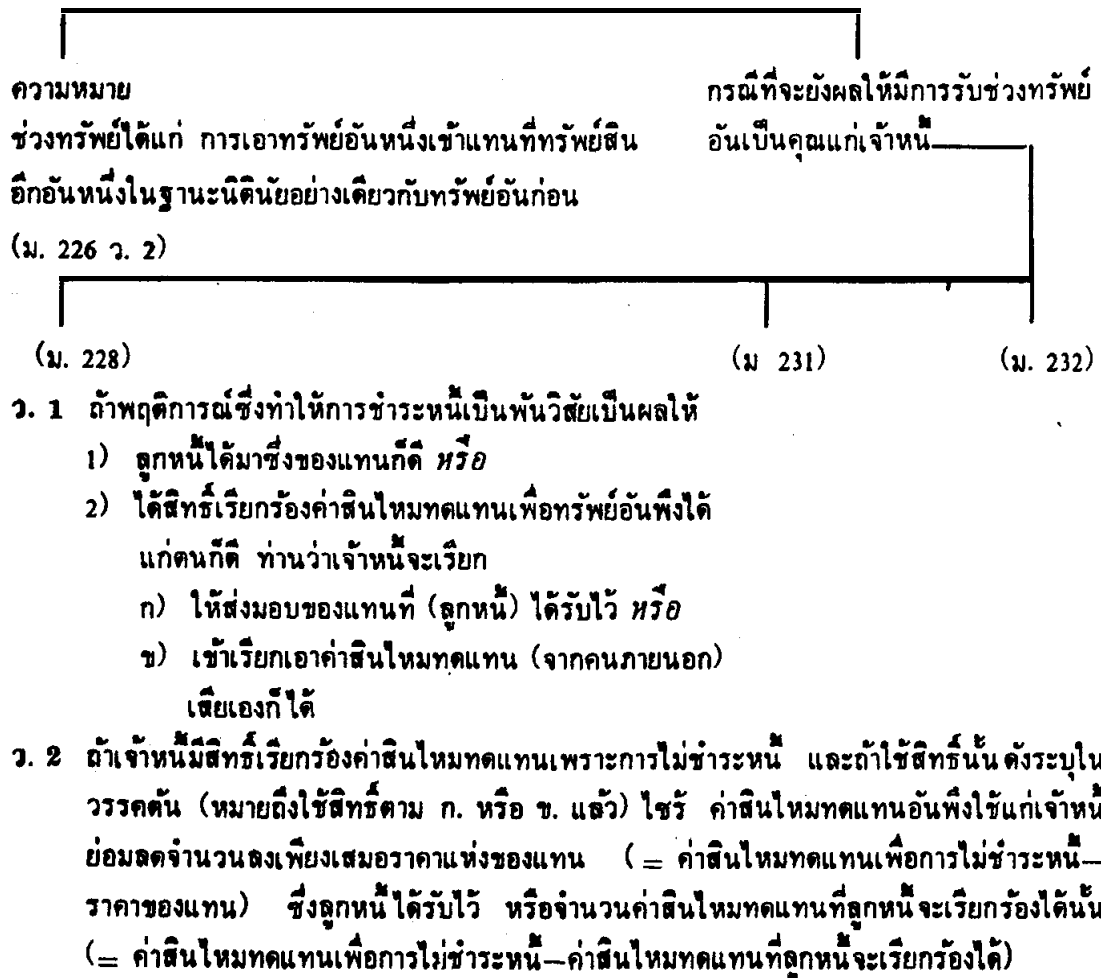 ความหมาย
ช่วงทรัพย์ได้แก่ การเอาทรัพย์อันหนึ่งเข้าแทนที่ทรัพย์สิน
อีกอันหนึ่งในฐานะนิตินัยอย่างเดียวกับทรัพย์อันก่อน
(ม. 226 ว. 2)
กรณีที่จะยังผลให้มีการรับช่วงทรัพย์
อันเป็นคุณแก่เจ้าหนี้
(ม. 228) (ม 231) (ม. 232)
ว. 1 ถ้าพฤติการณ์ซึ่งทำให้การชำระหนี้เป็นพ้นวิสัยเป็นผลให้
1) ลูกหนี้ได้มาซึ่งของแทนก็ดี หรือ
2) ได้สิทธิ์เรียกร้องค่าสินไหมทดแทนเพื่อทรัพย์อันพึงได้
แก่ตนก็ดี ท่านว่าเจ้าหนี้จะเรียก
ก) ให้ส่งมอบของแทนที่ (ลูกหนี้) ได้รับไว้ หรือ
ข) เข้าเรียกเอาค่าสินไหมทดแทน (จากคนภายนอก)
เสียเองก็ได้
ว. 2 ถ้าเจ้าหนี้มีสิทธิ์เรียกร้องค่าสินไหมทดแทนเพราะการไม่ชำระหนี้ และถ้าใช้สิทธิ์นั้นดังระบุใน
วรรคต้น (หมายถึงใช้สิทธิ์ตาม ก. หรือ ข. แล้ว) ไซร้ ค่าสินไหมทดแทนอันพึงใช้แก่เจ้าหนี้
ย่อมลดจำนวนลงเพียงเสมอราคาแห่งของแทน (= ค่าสินไหมทดแทนเพื่อการไม่ชำระหนี้—
ราคาของแทน) ซึ่งลูกหนี้ได้รับไว้ หรือจำนวนค่าสินไหมทดแทนที่ลูกหนี้จะเรียกร้องได้นั้น
(= ค่าสินไหมทดแทนเพื่อการไม่ชำระหนี้—ค่าสินไหมทดแทนที่ลูกหนี้จะเรียกร้องได้)